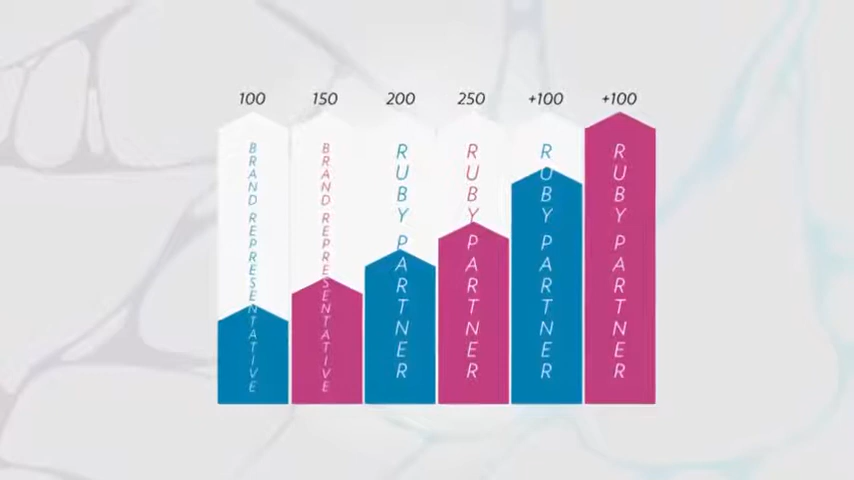 100 150 200 250 +100 +100
BRAND REPRESENTATIVE
BRAND REPRESENTATIVE
RUBY PARTNER
RUBY PARTNER
RUBY PARTNER
RUBY PARTNER